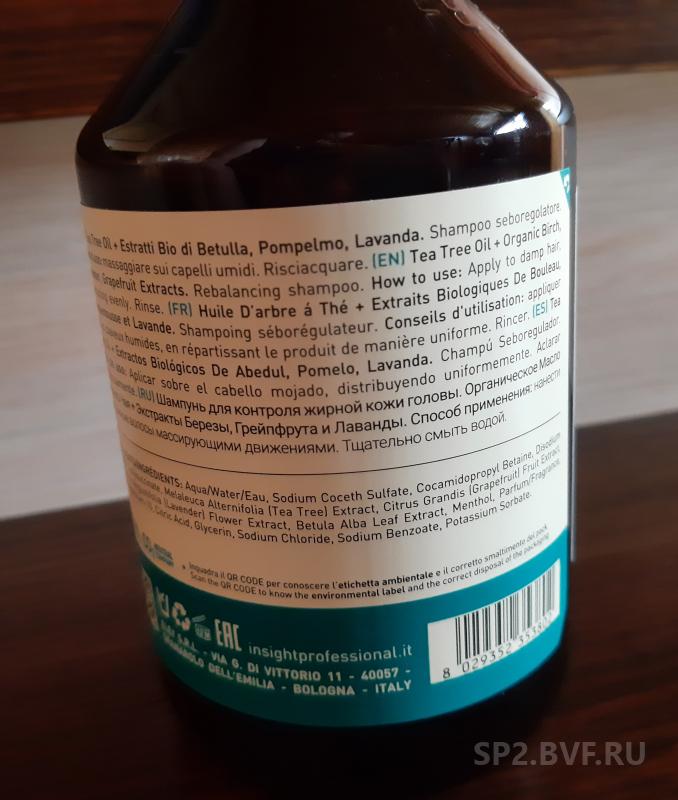 Tree Oil + Estratti Bio di Betulla, Pompelmo, Lavanda. Shampoo seboregolatore.
massaggiare sui capelli umidi. Risciacquare. (EN) Tea Tree Oil + Organic Birch,
Grapefruit Extracts. Rebalancing shampoo. How to use: Apply to damp hair,
evenly. Rinse. (FR) Huile D'arbre á Thé + Extraits Biologiques De Bouleau,
et Lavande. Shampoing séborégulateur. Conseils d'utilisation: appliquer
humides, en répartissant le produit de manière uniforme. Rincer. (ES) Tea
+ Extractos Biológicos De Abedul, Pomelo, Lavanda. Champú Seboregulador.
Aplicar sobre el cabello mojado, distribuyendo uniformemente. Aclarar
(RU) Шампунь для контроля жирной кожи головы. Органическое Масло
+ Экстракты Березы, Грейпфрута и Лаванды. Способ применения: нанести
волосы массирующими движениями. Тщательно смыть водой.
Aqua/Water/Eau, Sodium Coceth Sulfate, Cocamidopropyl Betaine, Disodium
Melaleuca Alternifolia (Tea Tree) Extract, Citrus Grandis (Grapefruit) Fruit Extract,
(Lavender) Flower Extract, Betula Alba Leaf Extract, Menthol, Parfum/Fragrance,
Citric Acid, Glycerin, Sodium Chloride, Sodium Benzoate, Potassium Sorbate.
Inquadra il QR CODE per conoscere l'etichetta ambientale e il corretto smaltimento del pack.
Scan the QR CODE to know the environmental label and the correct disposal of the packaging
EAC insightprofessional.it
S.R.L. - VIA G. DI VITTORIO 11 - 40057 -
DELL'EMILIA - BOLOGNA - ITALY
8 029352 35380
SP2.BVF.RU